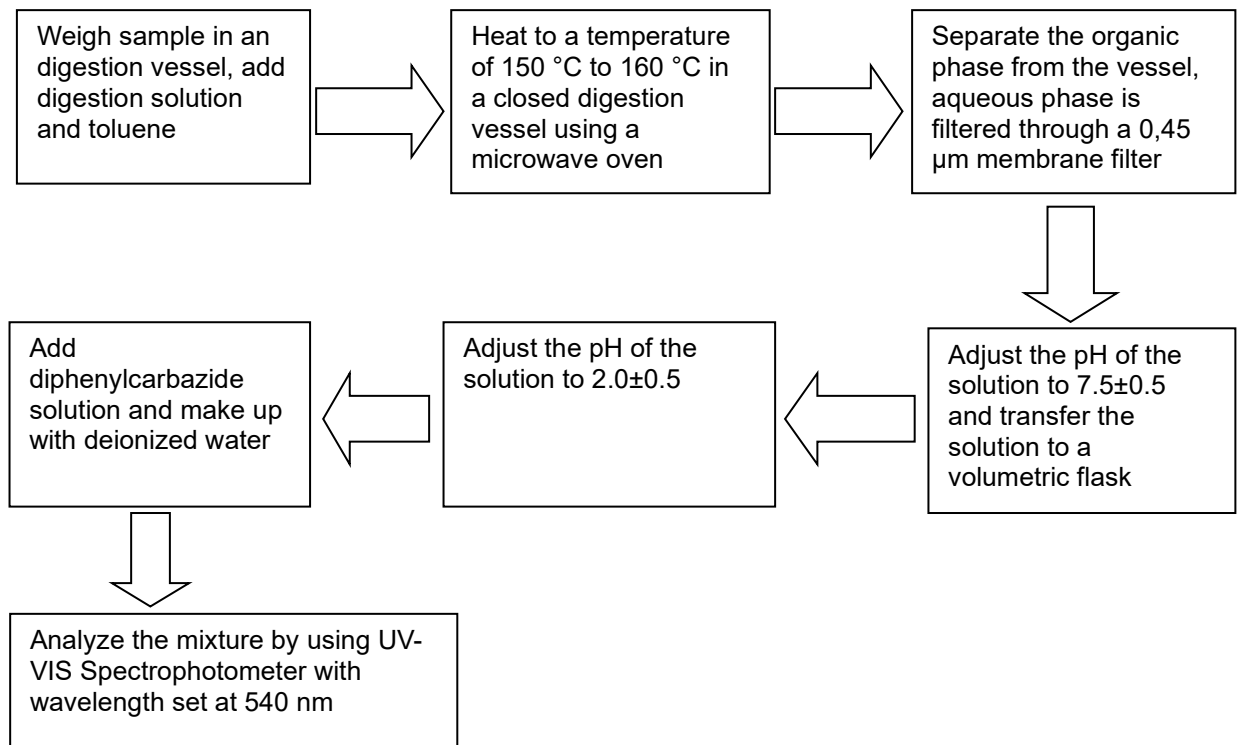 Weigh sample in an
digestion vessel, add
digestion solution
and toluene
Heat to a temperature
of 150 °C to 160 °C in
a closed digestion
vessel using a
microwave oven
Separate the organic
phase from the vessel,
aqueous phase is
filtered through a 0,45
µm membrane filter
Adjust the pH of the
solution to 7.5±0.5
and transfer the
solution to a
volumetric flask
Adjust the pH of the
solution to 2.0±0.5
Add
diphenylcarbazide
solution and make up
with deionized water
Analyze the mixture by using UV-
VIS Spectrophotometer with
wavelength set at 540 nm